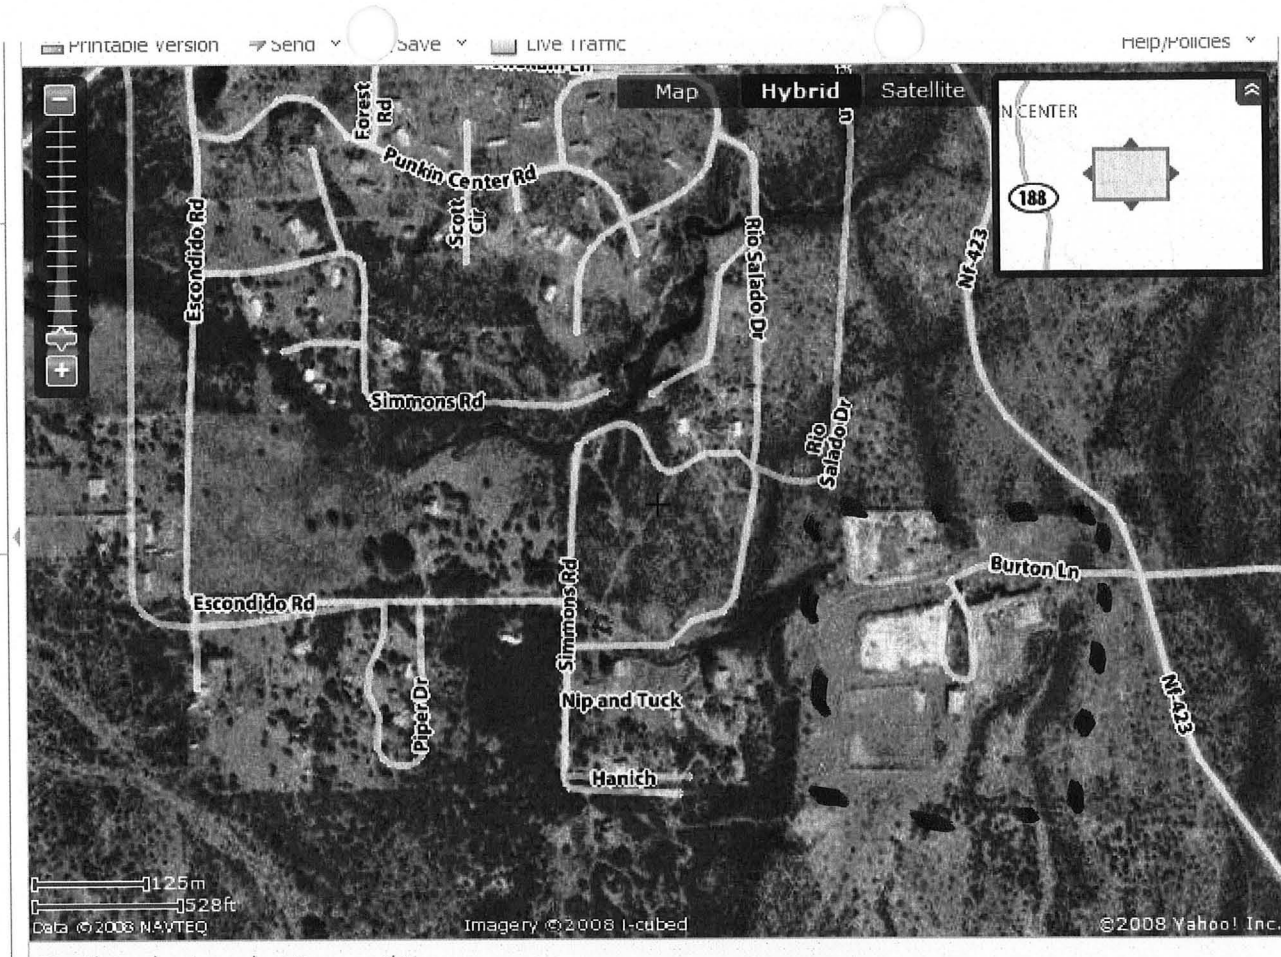 Printable Version Send Save Live Traffic Help/Policies
Map Hybrid Satellite
N CENTER
188
Forest
Rd
Punkin Center Rd
Scott
Cir
Escondido Rd
Rio Salado Dr
Nf-423
Simmons Rd
Rio
Salado Dr
Burton Ln
Escondido Rd
Simmons Rd
Nip and Tuck
Piper Dr
Nf-423
Hanich
125m
528ft
Data ©2008 NAVTEQ
Imagery ©2008 i-cubed
©2008 Yahoo! Inc.